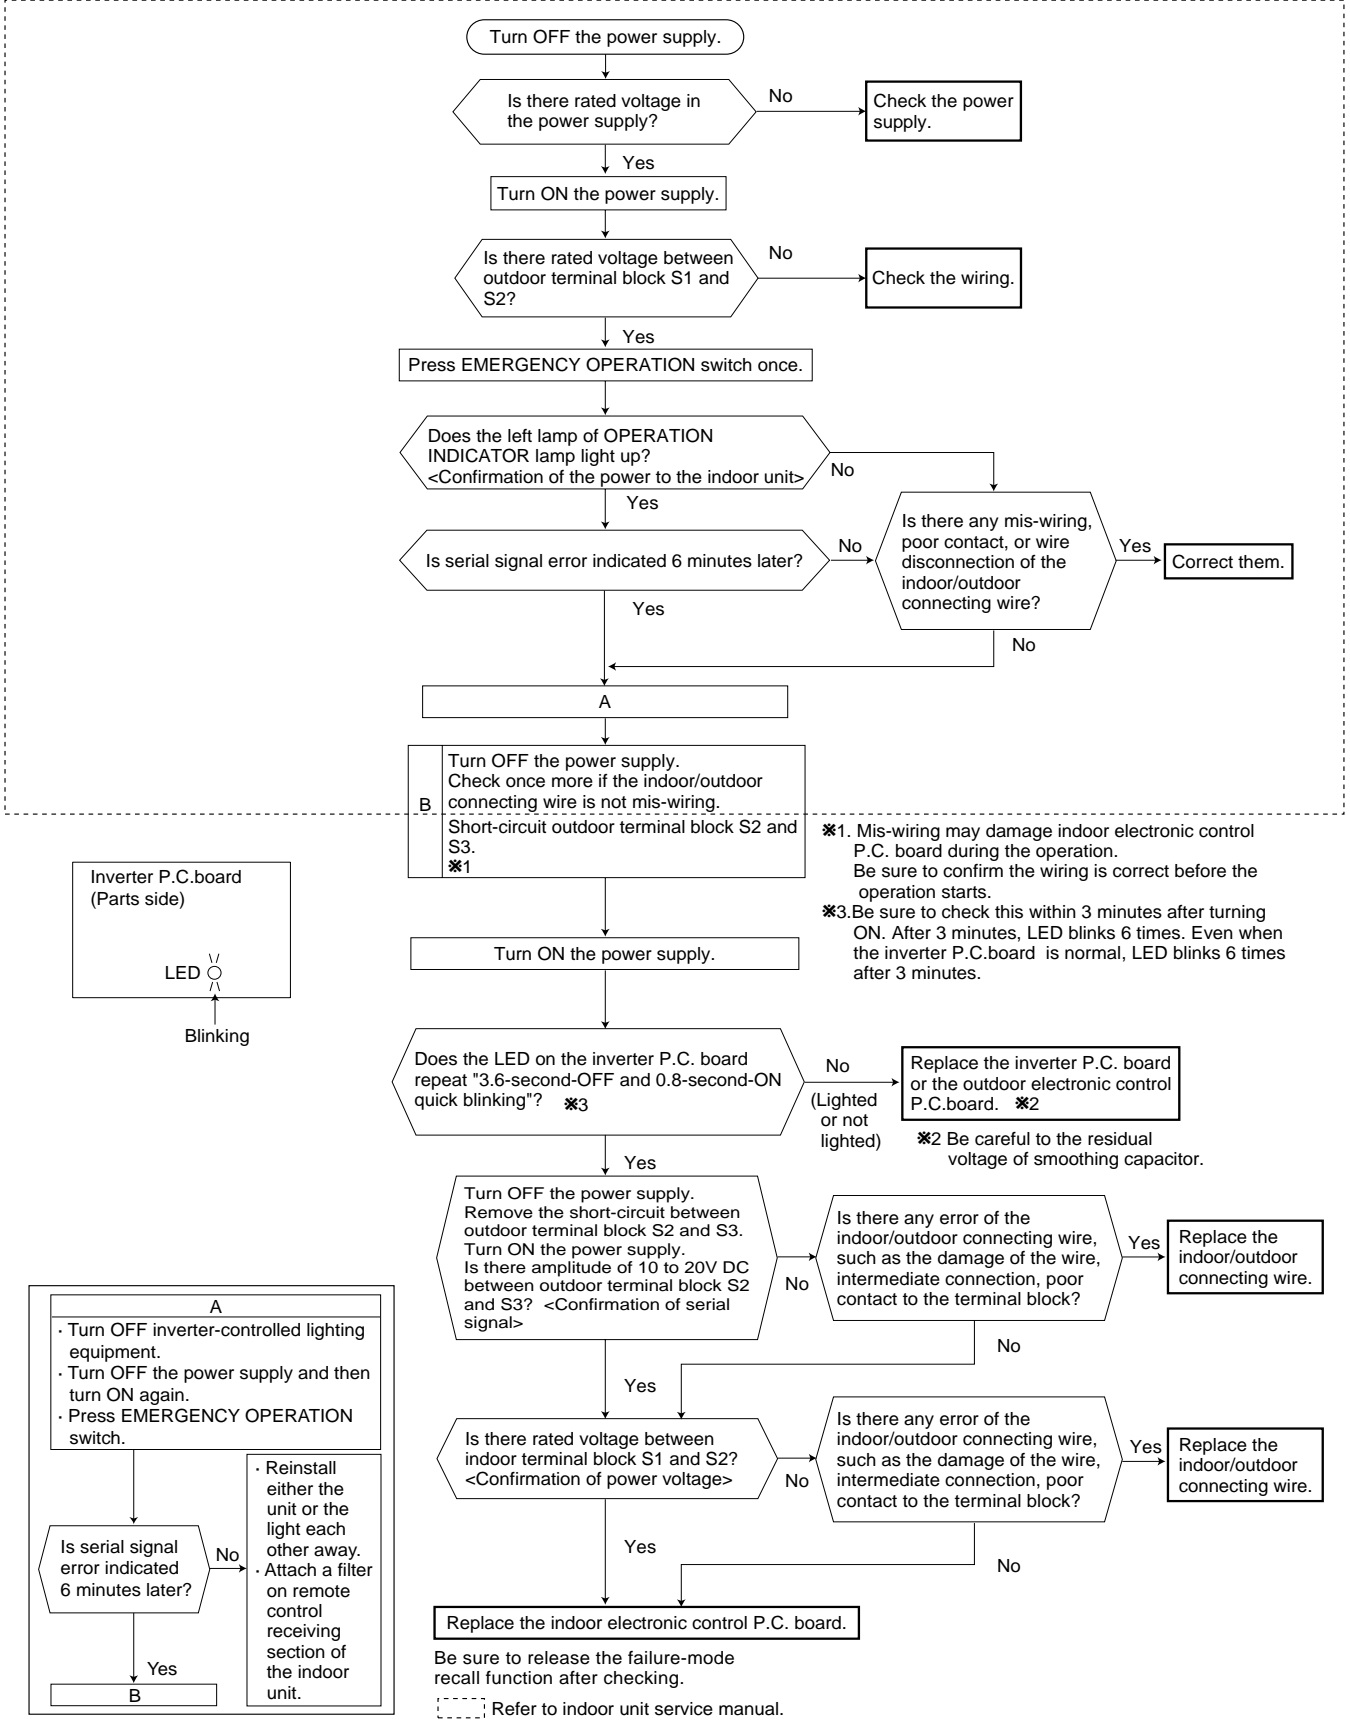 Turn OFF the power supply.
Is there rated voltage in
the power supply?
No
Check the power
supply.
Yes
Turn ON the power supply.
Is there rated voltage between
outdoor terminal block S1 and
S2?
No
Check the wiring.
Yes
Press EMERGENCY OPERATION switch once.
Does the left lamp of OPERATION
INDICATOR lamp light up?
<Confirmation of the power to the indoor unit>
No
Yes
Is serial signal error indicated 6 minutes later?
No
Is there any mis-wiring,
poor contact, or wire
disconnection of the
indoor/outdoor
connecting wire?
Yes
Correct them.
Yes
No
A
B
Turn OFF the power supply.
Check once more if the indoor/outdoor
connecting wire is not mis-wiring.
Short-circuit outdoor terminal block S2 and
S3.
※1
※1. Mis-wiring may damage indoor electronic control
P.C. board during the operation.
Be sure to confirm the wiring is correct before the
operation starts.
※3.Be sure to check this within 3 minutes after turning
ON. After 3 minutes, LED blinks 6 times. Even when
the inverter P.C.board is normal, LED blinks 6 times
after 3 minutes.
Inverter P.C.board
(Parts side)
LED
Blinking
Turn ON the power supply.
Does the LED on the inverter P.C. board
repeat "3.6-second-OFF and 0.8-second-ON
quick blinking"? ※3
No
(Lighted
or not
lighted)
Replace the inverter P.C. board
or the outdoor electronic control
P.C.board. ※2
※2 Be careful to the residual
voltage of smoothing capacitor.
Yes
Turn OFF the power supply.
Remove the short-circuit between
outdoor terminal block S2 and S3.
Turn ON the power supply.
Is there amplitude of 10 to 20V DC
between outdoor terminal block S2
and S3? <Confirmation of serial
signal>
No
Is there any error of the
indoor/outdoor connecting wire,
such as the damage of the wire,
intermediate connection, poor
contact to the terminal block?
Yes
Replace the
indoor/outdoor
connecting wire.
No
Yes
Is there rated voltage between
indoor terminal block S1 and S2?
<Confirmation of power voltage>
No
Is there any error of the
indoor/outdoor connecting wire,
such as the damage of the wire,
intermediate connection, poor
contact to the terminal block?
Yes
Replace the
indoor/outdoor
connecting wire.
Yes
No
Replace the indoor electronic control P.C. board.
Be sure to release the failure-mode
recall function after checking.
Refer to indoor unit service manual.
A
· Turn OFF inverter-controlled lighting
equipment.
· Turn OFF the power supply and then
turn ON again.
· Press EMERGENCY OPERATION
switch.
Is serial signal
error indicated
6 minutes later?
No
· Reinstall
either the
unit or the
light each
other away.
· Attach a filter
on remote
control
receiving
section of
the indoor
unit.
Yes
B